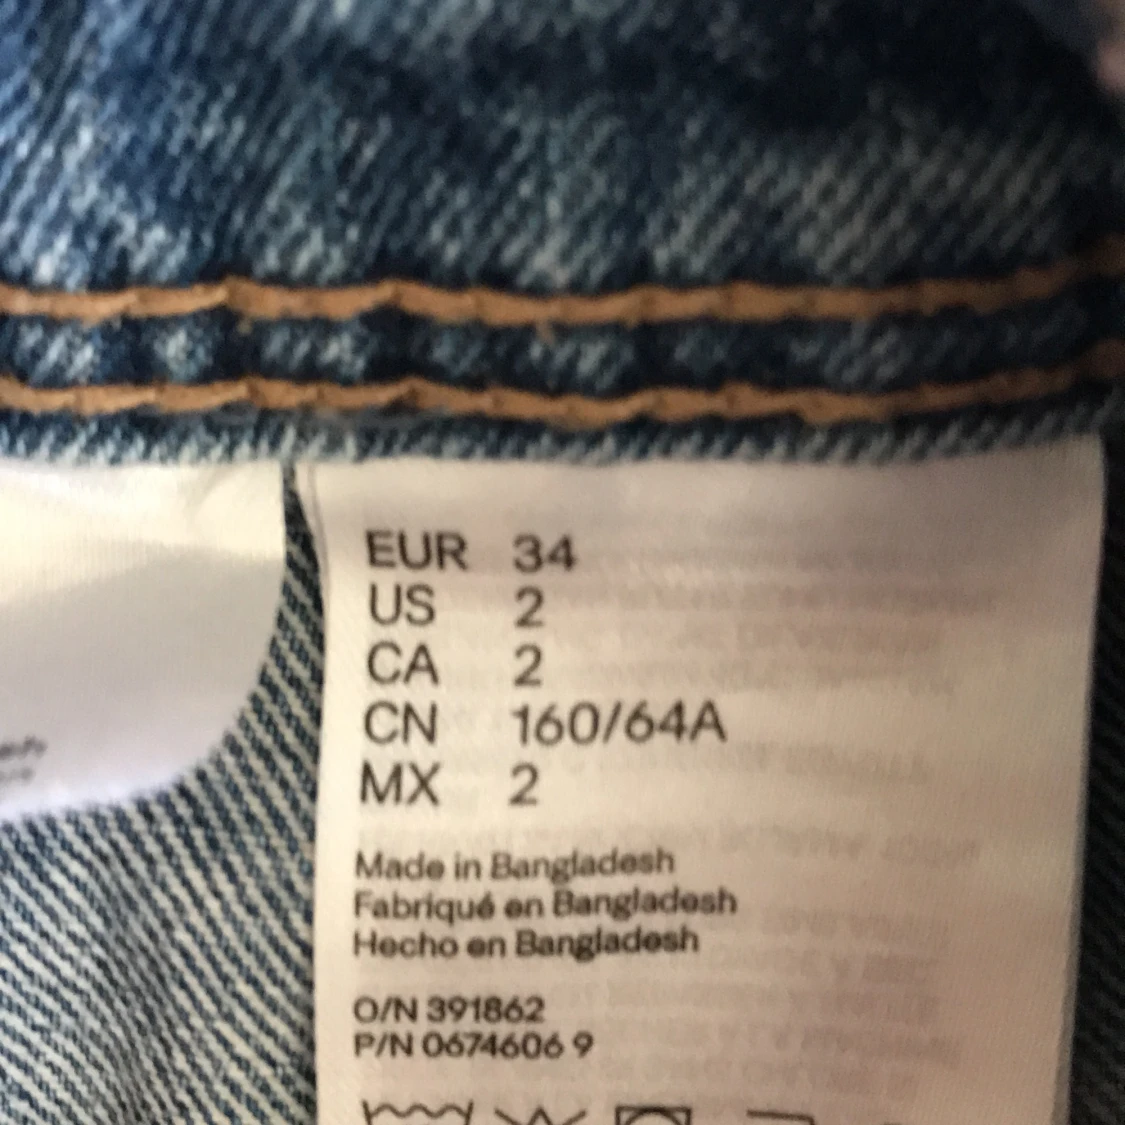 EUR 34
US 2
CA 2
CN 160/64A
MX 2
Made in Bangladesh
Fabriqué en Bangladesh
Hecho en Bangladesh
O/N 391862
P/N 0674606 9